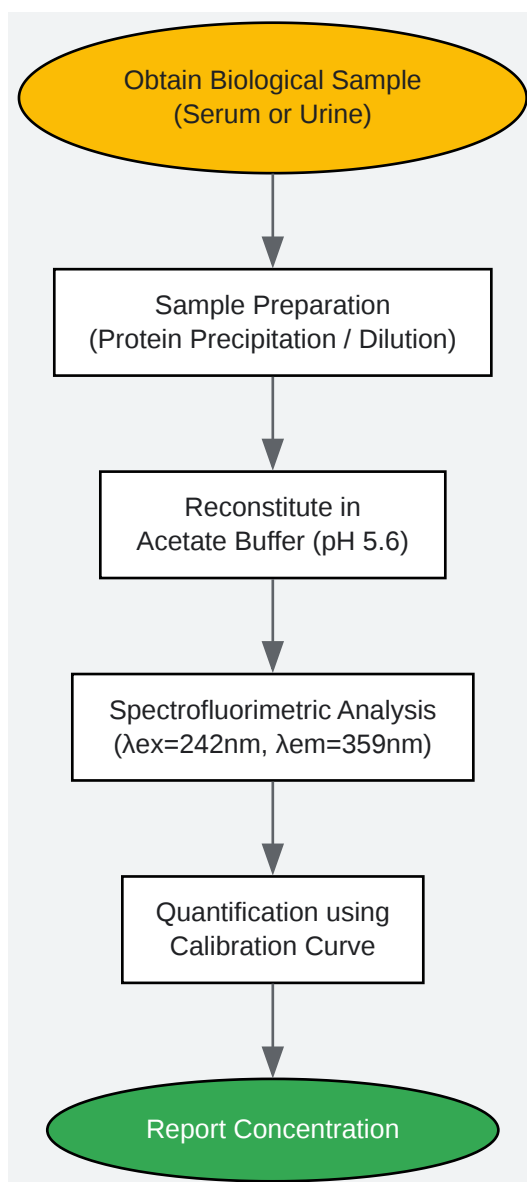 Obtain Biological Sample
(Serum or Urine)
Sample Preparation
(Protein Precipitation / Dilution)
Reconstitute in
Acetate Buffer (pH 5.6)
Spectrofluorimetric Analysis
(λex=242nm, λem=359nm)
Quantification using
Calibration Curve
Report Concentration